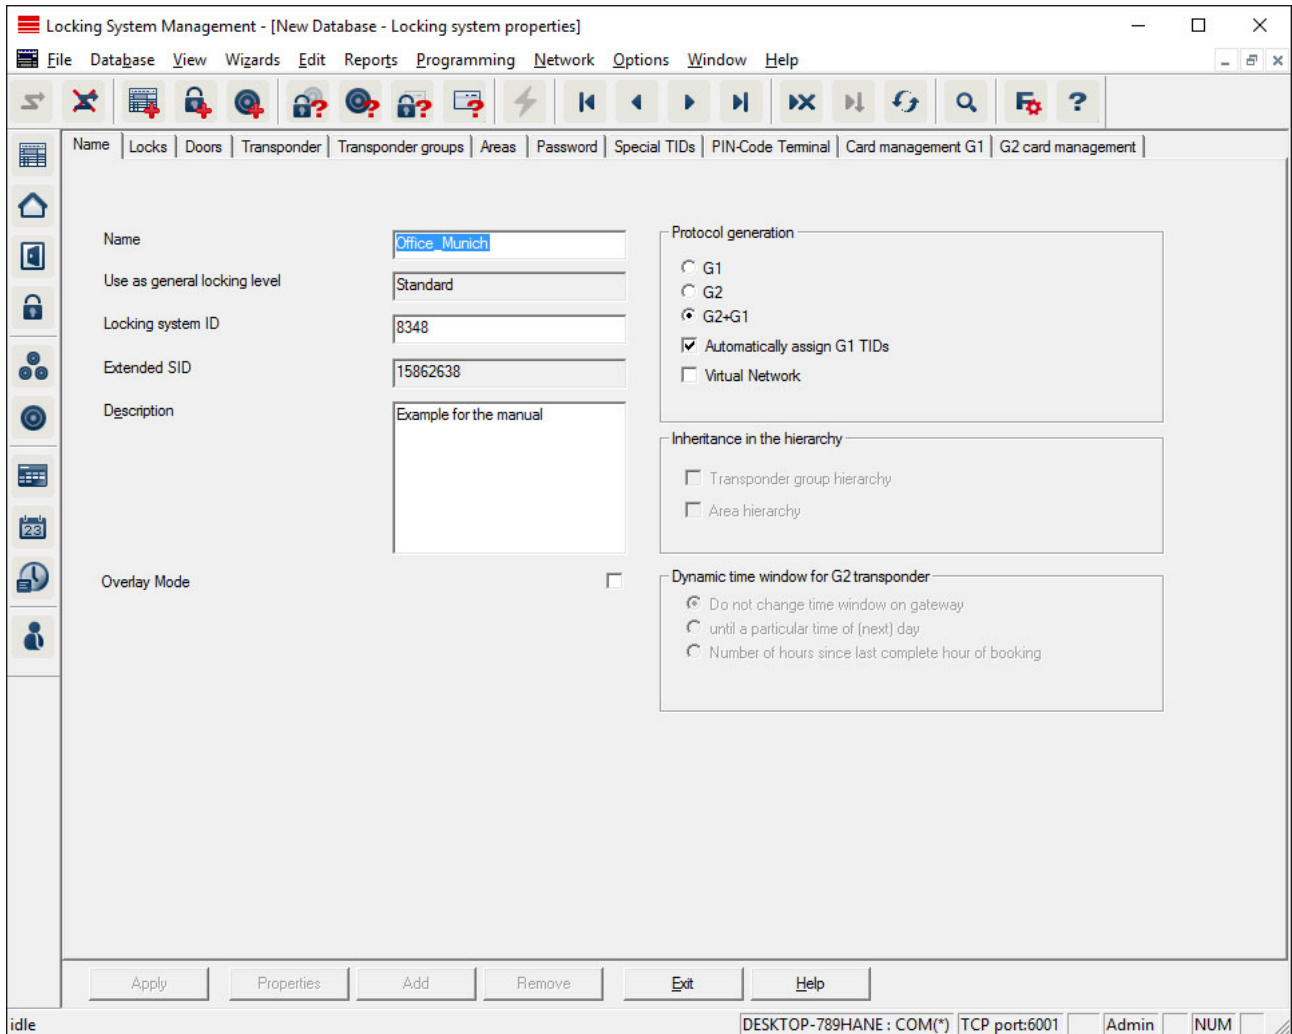 Locking System Management - [New Database - Locking system properties]
File Database View Wizards Edit Reports Programming Network Options Window Help
Name Locks Doors Transponder Transponder groups Areas Password Special TIDs PIN-Code Terminal Card management G1 G2 card management
Name
Office_Munich
Use as general locking level
Standard
Locking system ID
8348
Extended SID
15862638
Description
Example for the manual
Overlay Mode
Protocol generation
G1
G2
G2+G1
Automatically assign G1 TIDs
Virtual Network
Inheritance in the hierarchy
Transponder group hierarchy
Area hierarchy
Dynamic time window for G2 transponder
Do not change time window on gateway
until a particular time of (next) day
Number of hours since last complete hour of booking
Apply Properties Add Remove Exit Help
idle DESKTOP-789HANE : COM(*) TCP port:6001 Admin NUM
23